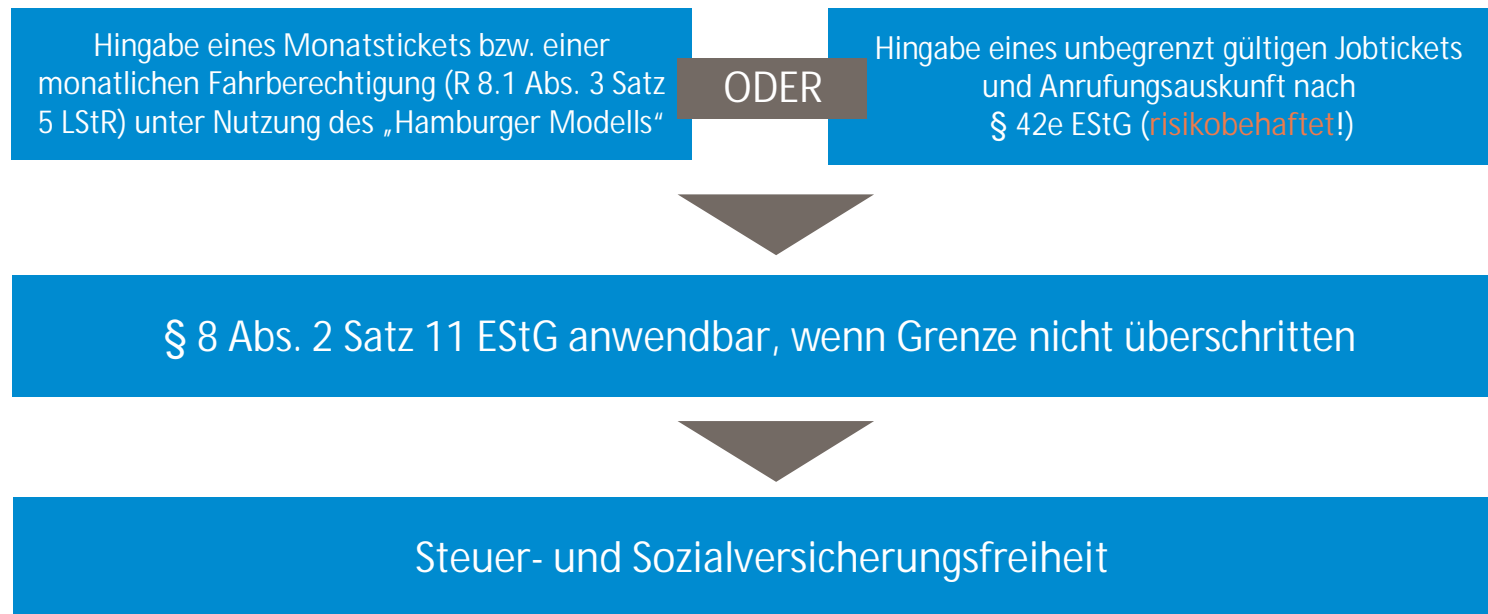 Hingabe eines Monatstickets bzw. einer
monatlichen Fahrberechtigung (R 8.1 Abs. 3 Satz
5 LStR) unter Nutzung des „Hamburger Modells“
ODER
Hingabe eines unbegrenzt gültigen Jobtickets
und Anrufungsauskunft nach
§ 42e EStG (risikobehaftet!)
§ 8 Abs. 2 Satz 11 EStG anwendbar, wenn Grenze nicht überschritten
Steuer- und Sozialversicherungsfreiheit